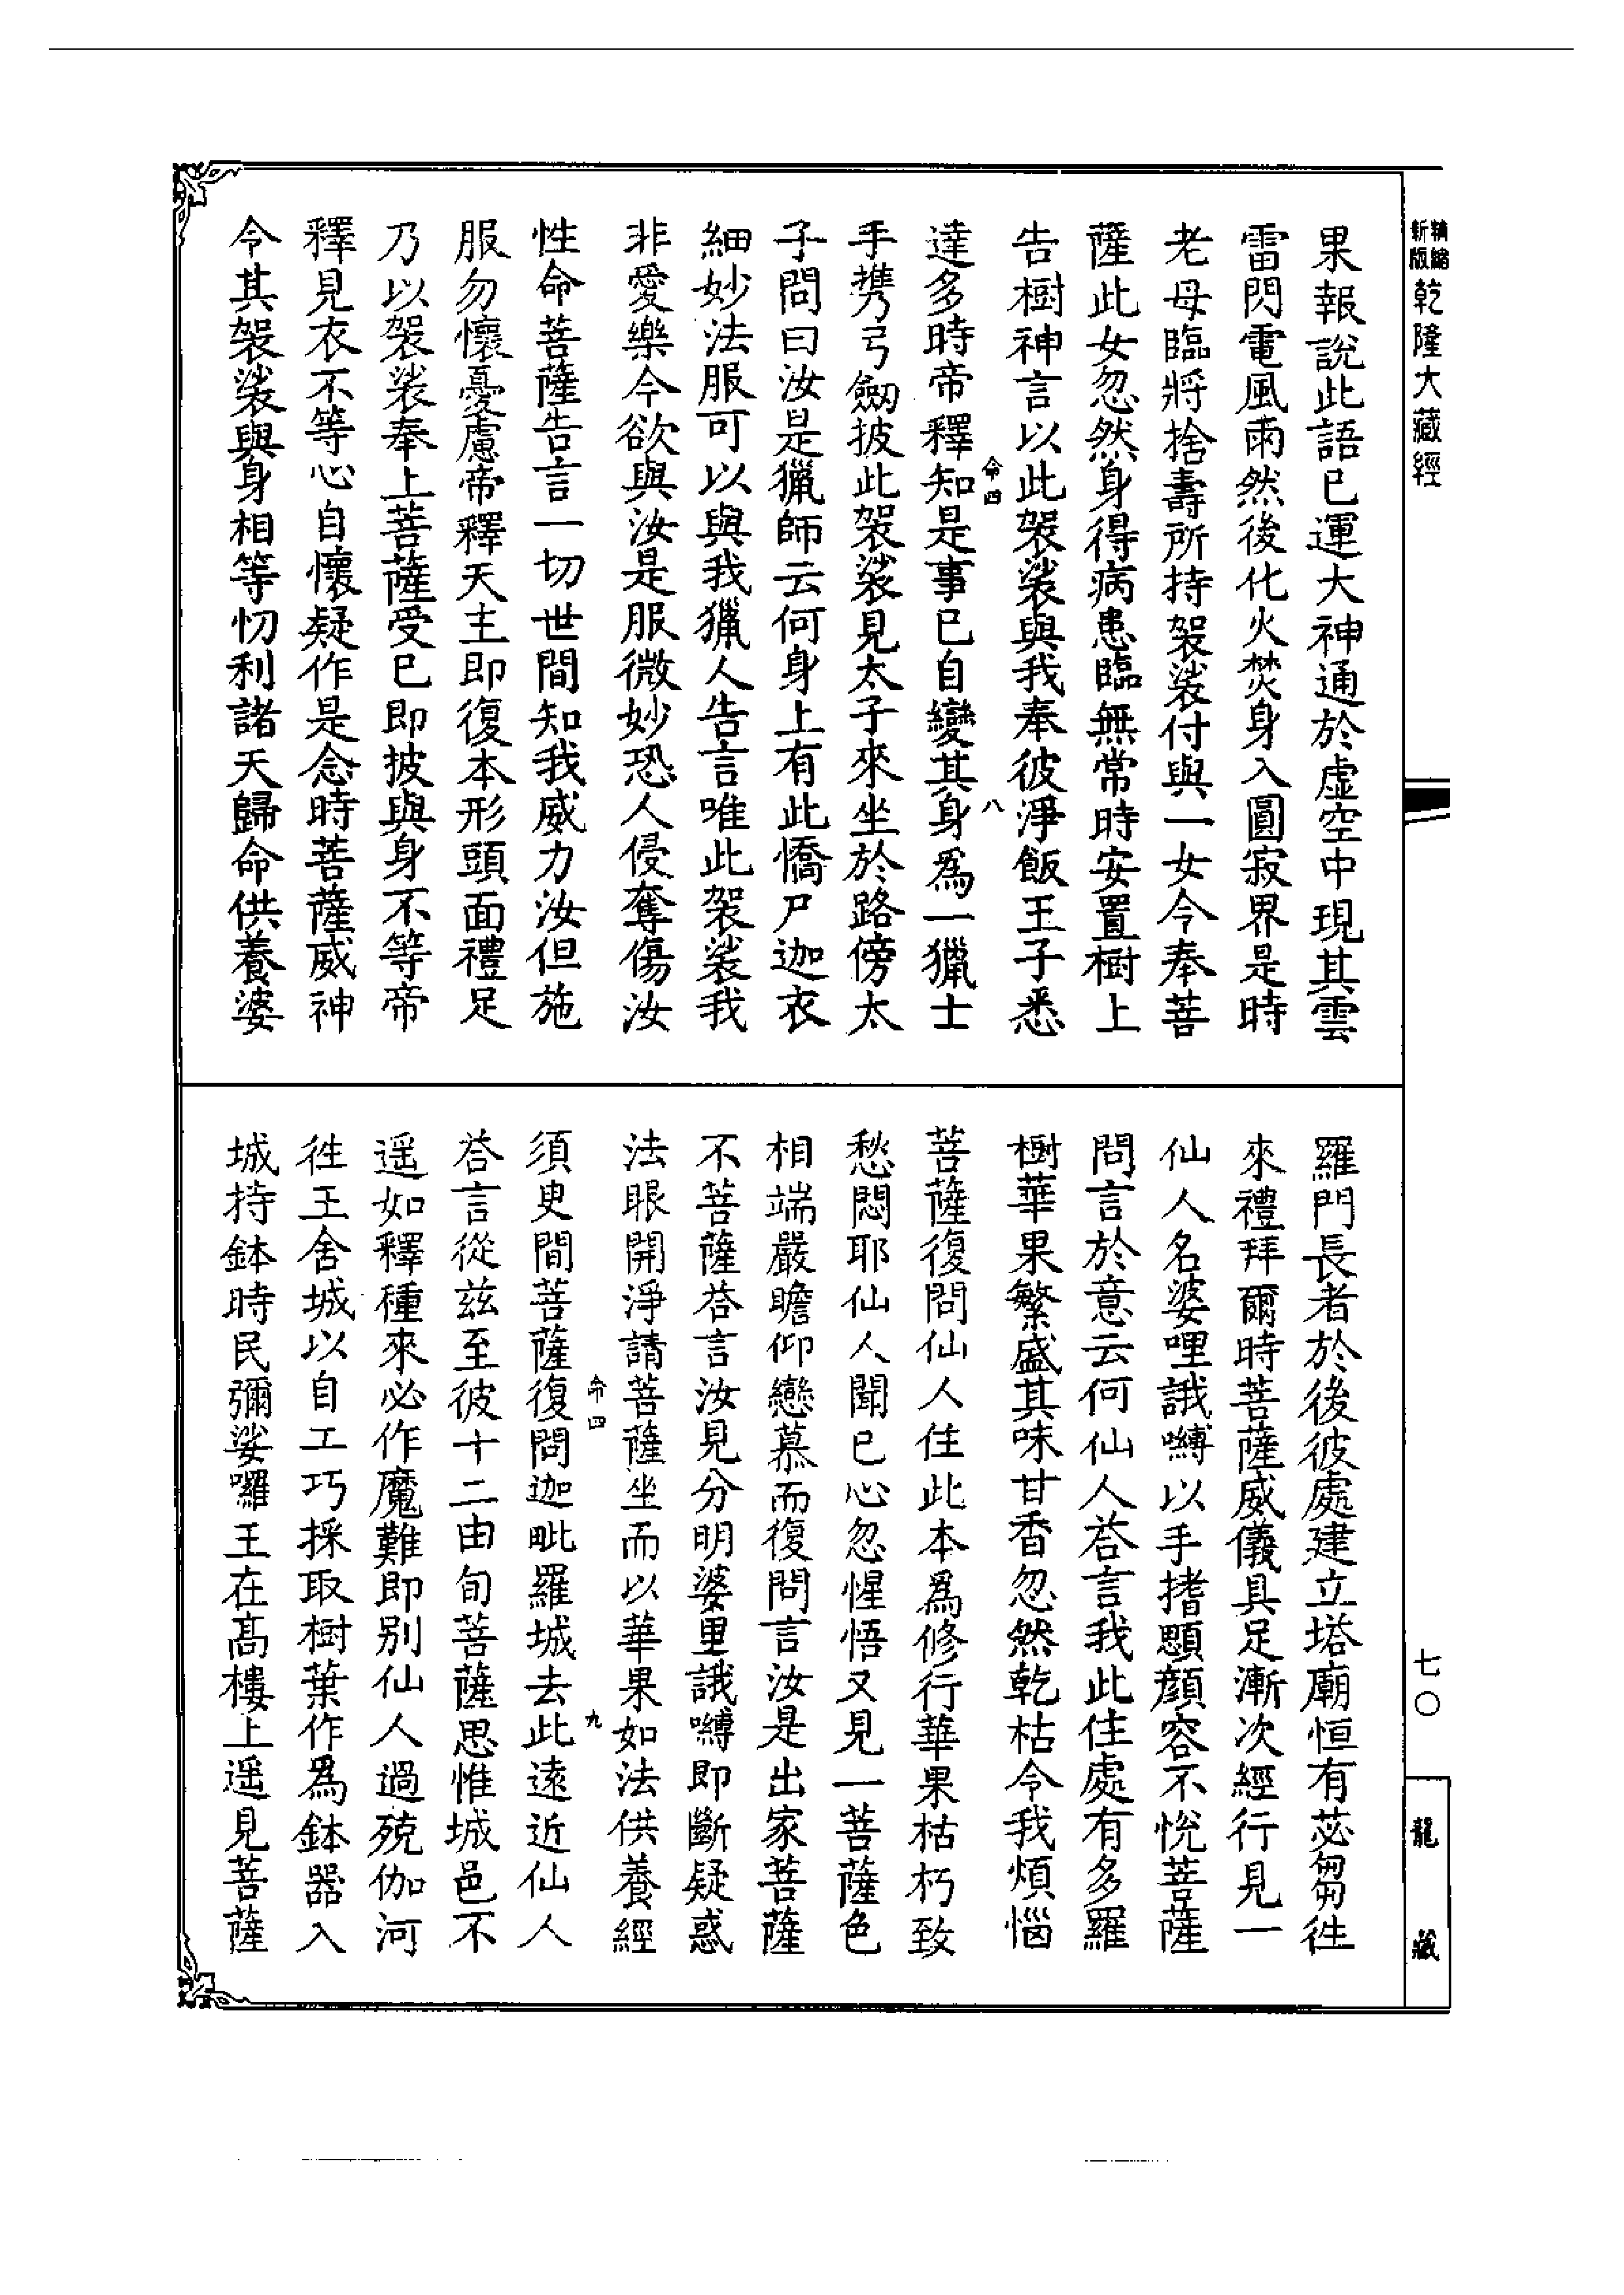 新版精縮乾隆大藏經
果報說此語已運大神通於虛空中現其雲
雷閃電風雨然後化火焚身入圓寂界是時
老母臨將捨壽所持袈裟付與一女今奉菩
薩此女忽然身得病患臨無常時安置樹上
告樹神言以此袈裟與我奉彼淨飯王子悉
命四
八
達多時帝釋知是事已自變其身爲一獵士
手携弓劒披此袈裟見太子來坐於路傍太
子問曰汝是獵師云何身上有此憍尸迦衣
細妙法服可以與我獵人告言唯此袈裟我
非愛樂今欲與汝是服微妙恐人侵奪傷汝
性命菩薩告言一切世間知我威力汝但施
服勿懷憂慮帝釋天主即復本形頭面禮足
乃以袈裟奉上菩薩受已即披與身不等帝
釋見衣不等心自懷疑作是念時菩薩威神
令其袈裟與身相等忉利諸天歸命供養婆
羅門長者於後彼處建立塔廟恒有苾芻徃
來禮拜爾時菩薩威儀具足漸次經行見一
仙人名婆哩誐嚩以手揩顋顔容不悅菩薩
問言於意云何仙人荅言我此住處有多羅
樹華果繁盛其味甘香忽然乾枯令我煩惱
菩薩復問仙人住此本爲修行華果枯朽致
愁悶耶仙人聞已心忽惺悟又見一菩薩色
相端嚴瞻仰戀慕而復問言汝是出家菩薩
不菩薩荅言汝見分明婆里誐嚩即斷疑惑
法眼開淨請菩薩坐而以華果如法供養經
命四
九
須臾間菩薩復問迦毗羅城去此遠近仙人
荅言從兹至彼十二由旬菩薩思惟城邑不
遥如釋種來必作魔難即别仙人過殑伽河
徃王舍城以自工巧採取樹葉作爲鉢器入
城持鉢時民彌娑囉王在高樓上遥見菩薩
七〇
龍藏